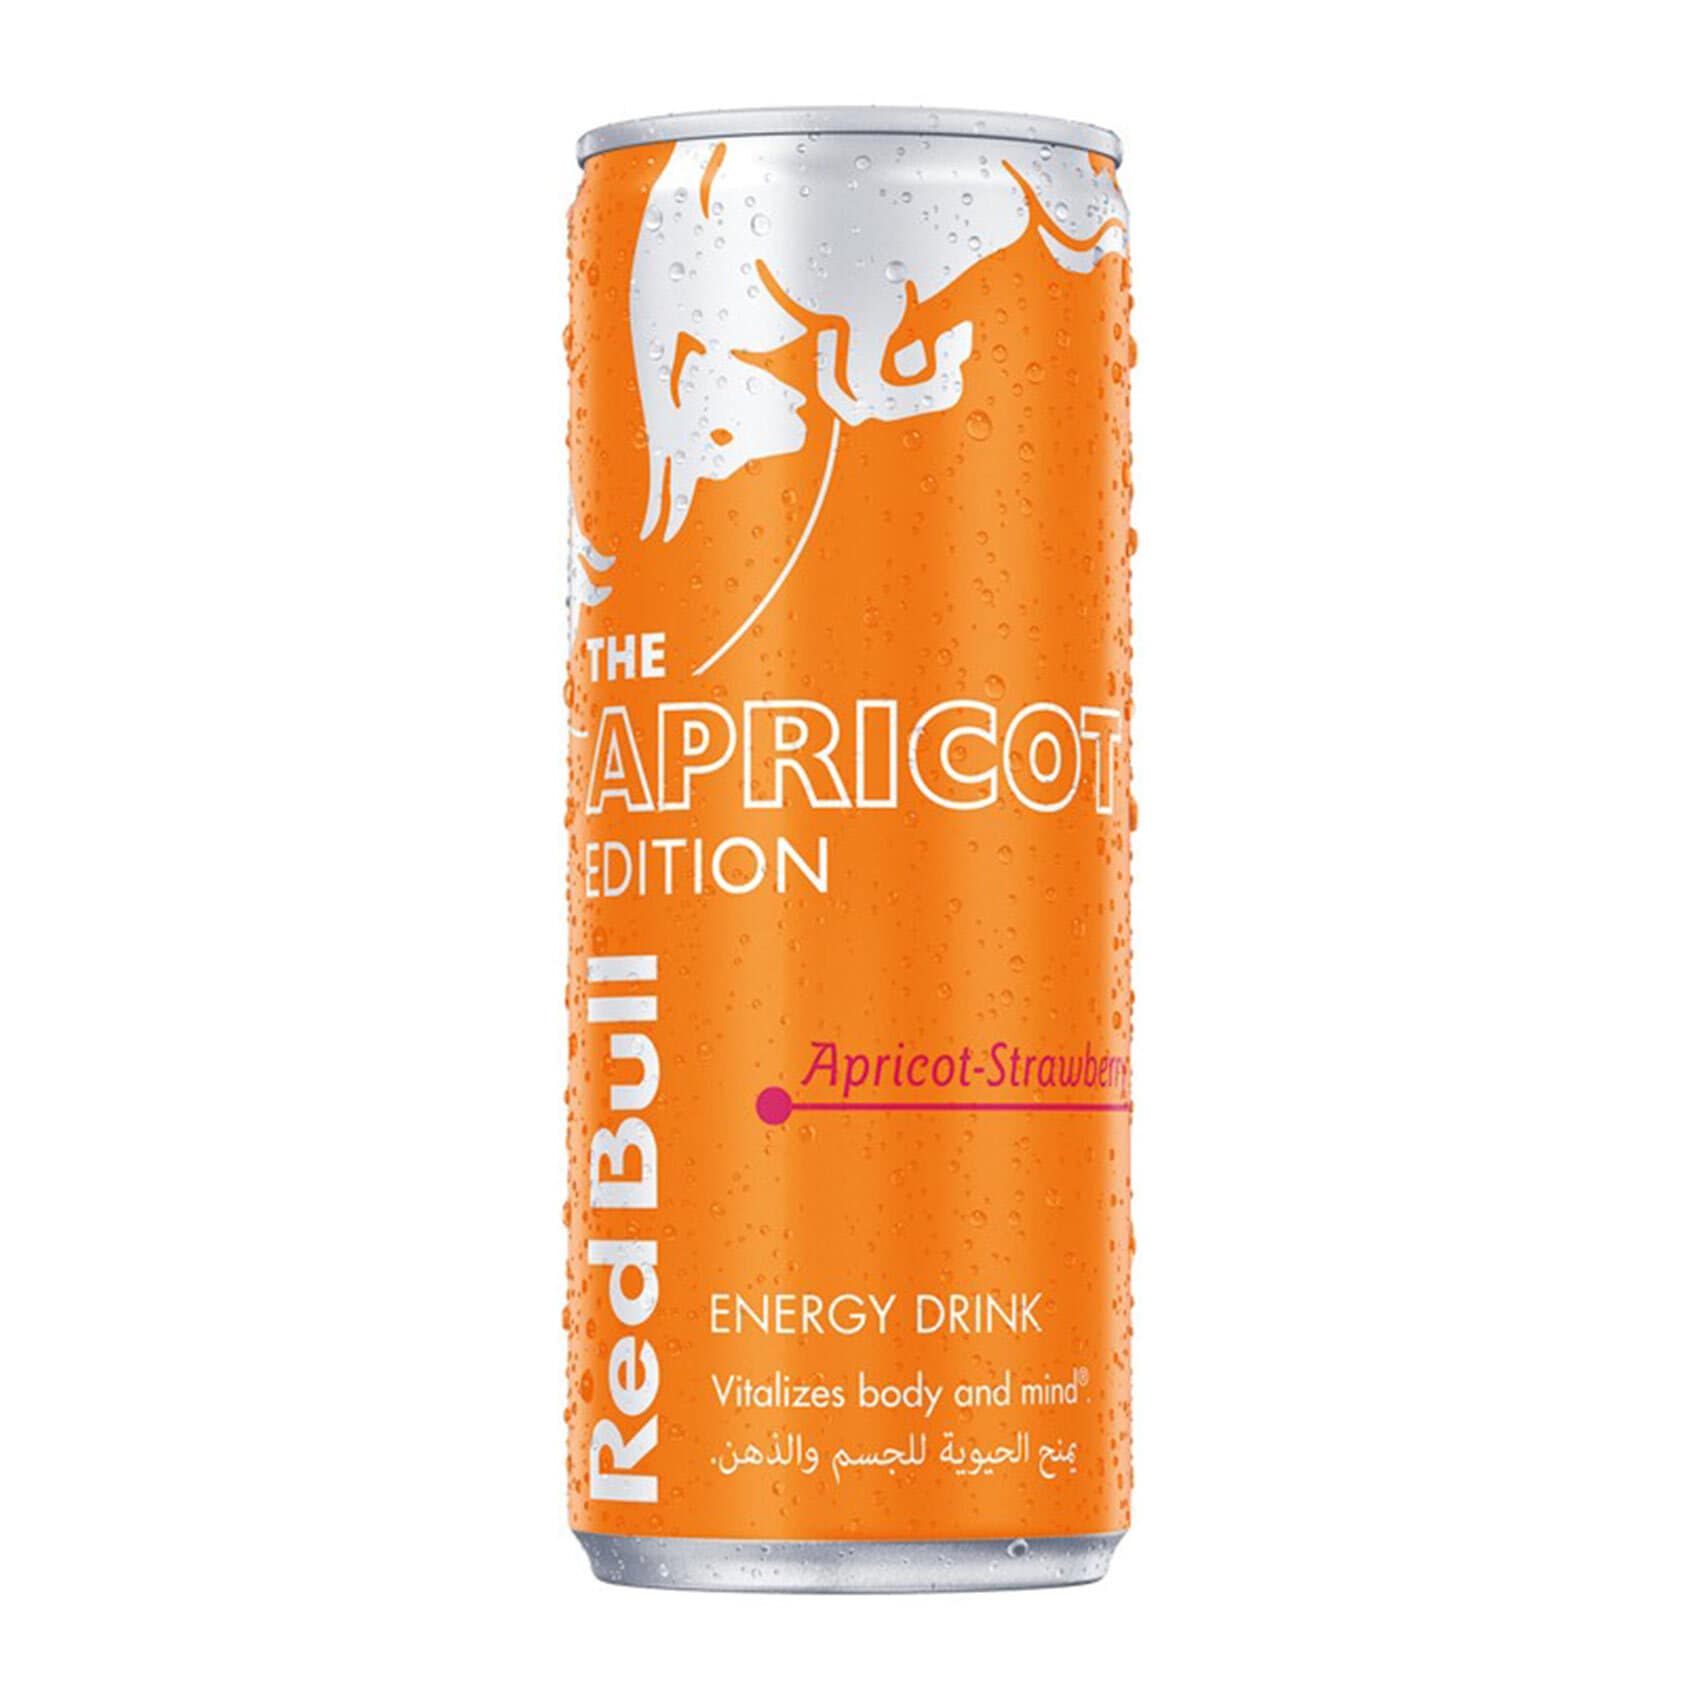 THE
APRICOT
EDITION
Red Bull
Apricot-Strawberry
ENERGY DRINK
Vitalizes body and mind®.
يمنح الحيوية للجسم والذهن.